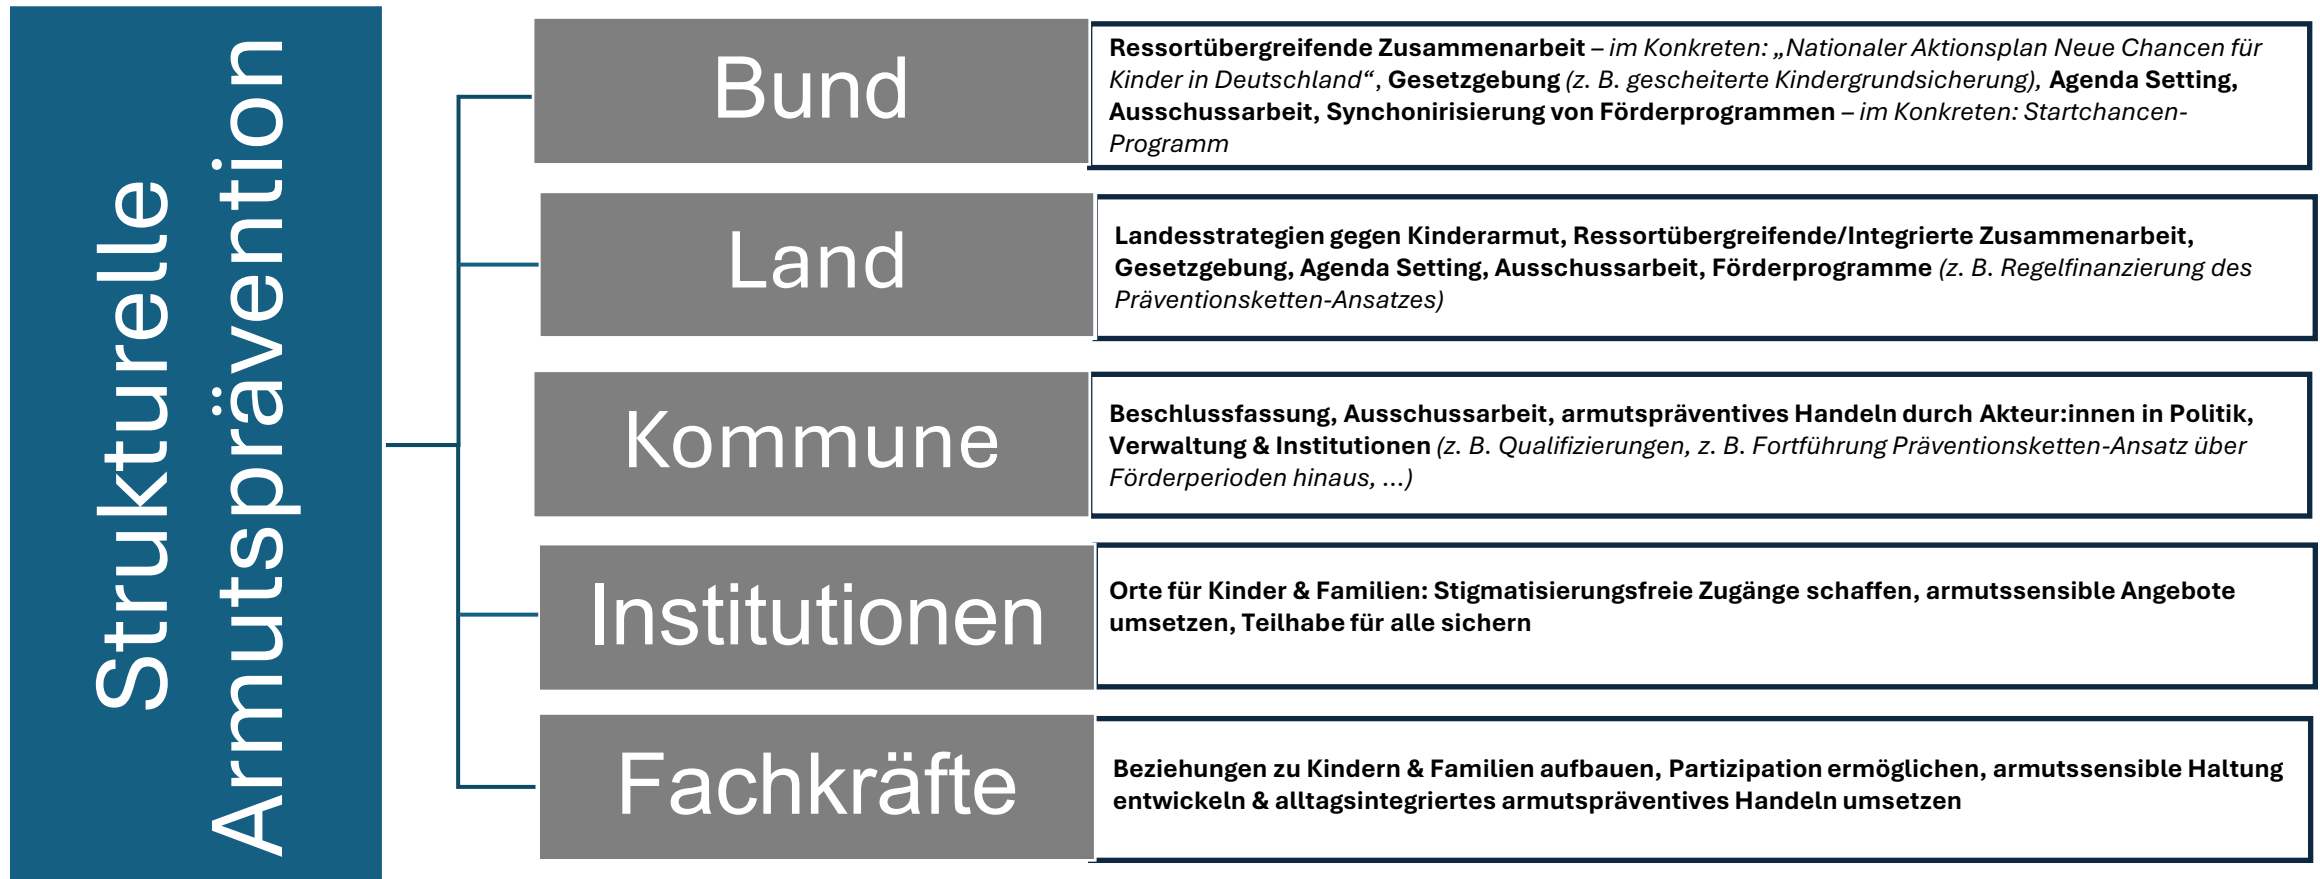 Strukturelle
Armutsprävention
Bund
Ressortübergreifende Zusammenarbeit – im Konkreten: „Nationaler Aktionsplan Neue Chancen für
Kinder in Deutschland“, Gesetzgebung (z. B. gescheiterte Kindergrundsicherung), Agenda Setting,
Ausschussarbeit, Synchonirisierung von Förderprogrammen – im Konkreten: Startchancen-
Programm
Land
Landesstrategien gegen Kinderarmut, Ressortübergreifende/Integrierte Zusammenarbeit,
Gesetzgebung, Agenda Setting, Ausschussarbeit, Förderprogramme (z. B. Regelfinanzierung des
Präventionsketten-Ansatzes)
Kommune
Beschlussfassung, Ausschussarbeit, armutspräventives Handeln durch Akteur:innen in Politik,
Verwaltung & Institutionen (z. B. Qualifizierungen, z. B. Fortführung Präventionsketten-Ansatz über
Förderperioden hinaus, ...)
Institutionen
Orte für Kinder & Familien: Stigmatisierungsfreie Zugänge schaffen, armutssensible Angebote
umsetzen, Teilhabe für alle sichern
Fachkräfte
Beziehungen zu Kindern & Familien aufbauen, Partizipation ermöglichen, armutssensible Haltung
entwickeln & alltagsintegriertes armutspräventives Handeln umsetzen